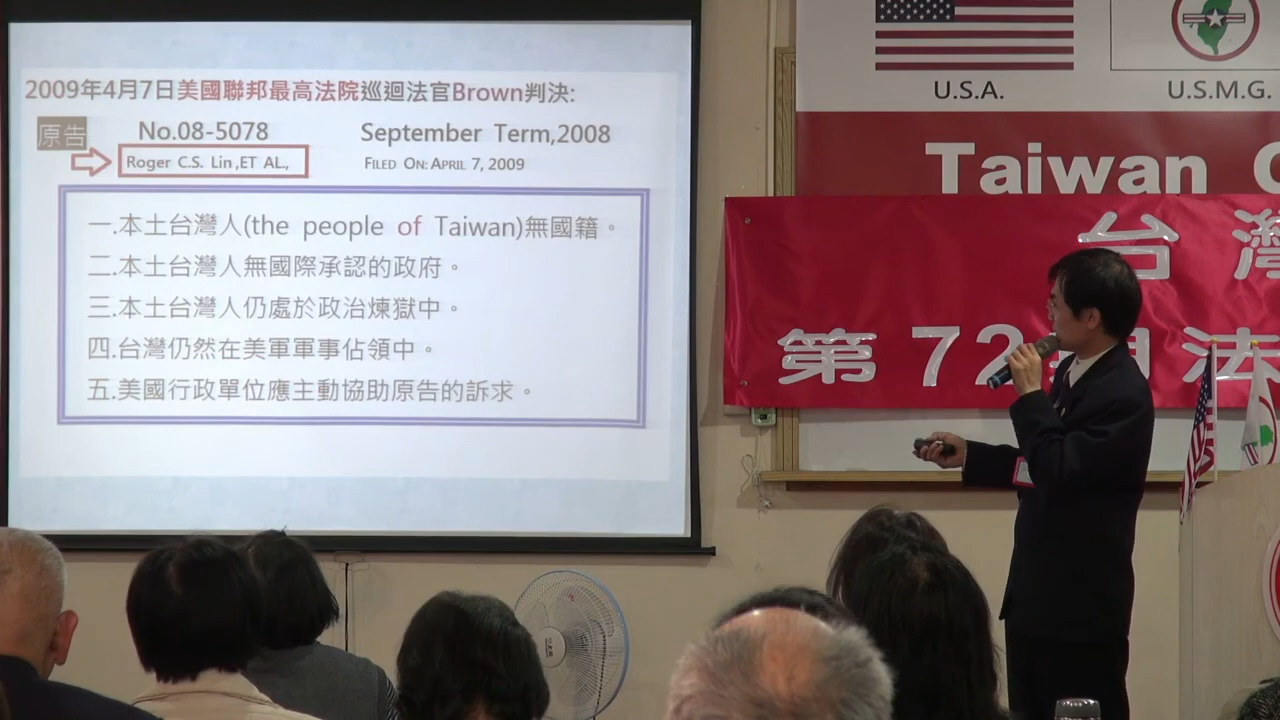 2009年4月7日美國聯邦最高法院巡迴法官Brown判決:
原告
No.08-5078 September Term,2008
Roger C.S. Lin ,ET AL., FILED ON: APRIL 7, 2009
一.本土台灣人(the people of Taiwan)無國籍。
二.本土台灣人無國際承認的政府。
三.本土台灣人仍處於政治煉獄中。
四.台灣仍然在美軍軍事佔領中。
五.美國行政單位應主動協助原告的訴求。
U.S.A. U.S.M.G.
Taiwan C
台灣
第72期法